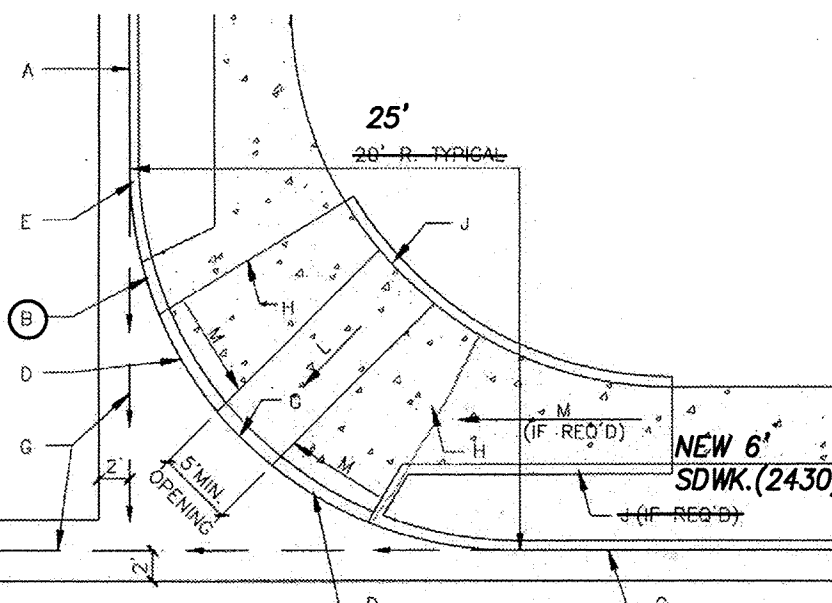 A
25'
20' R. TYPICAL
E
J
B
H
M
L
D
C
M
(IF REQ'D)
G
H
M
NEW 6'
SDWK.(2430)
2'
5'MIN.
OPENING
J (IF REQ'D)
2'